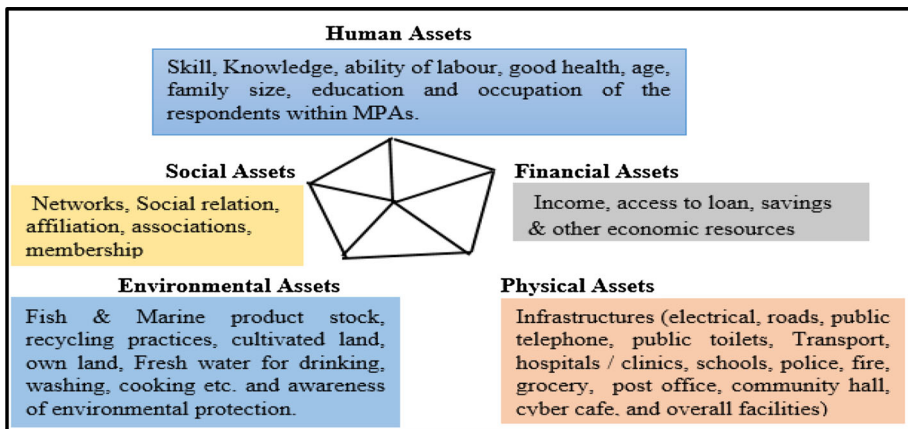 Human Assets
Skill, Knowledge, ability of labour, good health, age,
family size, education and occupation of the
respondents within MPAs.
Social Assets
Networks, Social relation,
affiliation, associations,
membership
Financial Assets
Income, access to loan, savings
& other economic resources
Environmental Assets
Fish & Marine product stock,
recycling practices, cultivated land,
own land, Fresh water for drinking,
washing, cooking etc. and awareness
of environmental protection.
Physical Assets
Infrastructures (electrical, roads, public
telephone, public toilets, Transport,
hospitals / clinics, schools, police, fire,
grocery, post office, community hall,
cyber cafe, and overall facilities)